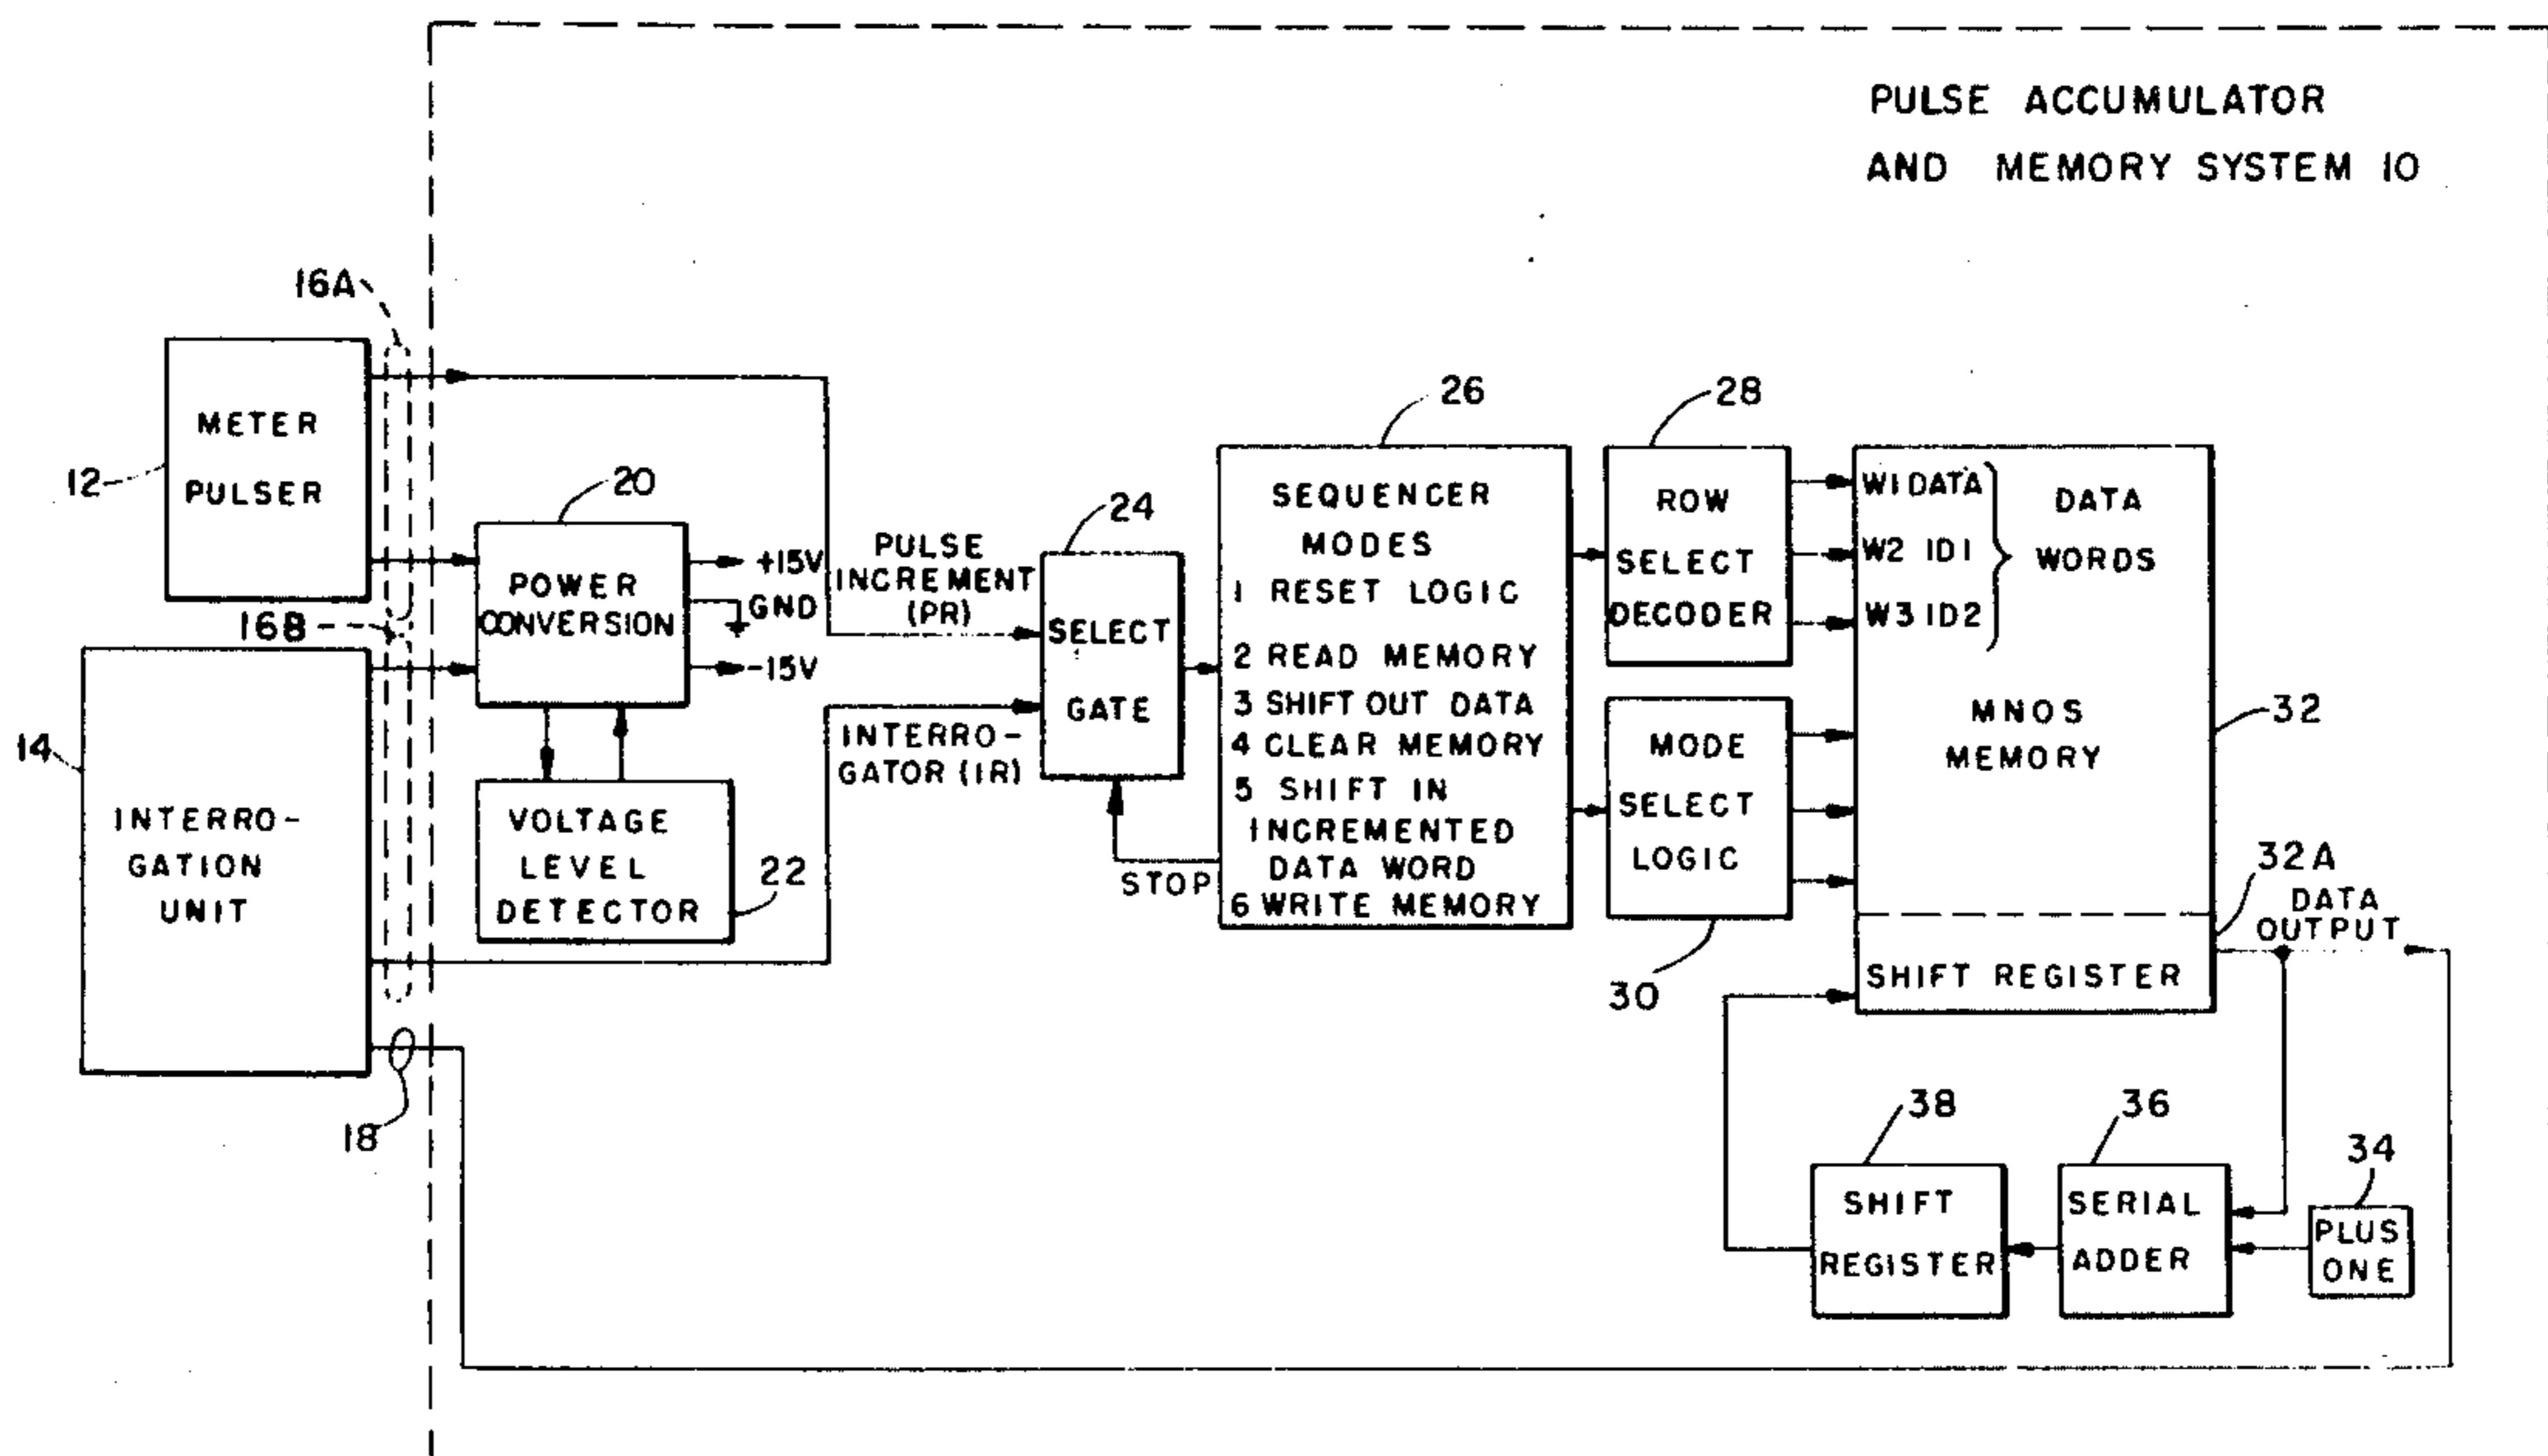 PULSE ACCUMULATOR
AND MEMORY SYSTEM 10
16A
METER
PULSER
12
16B
20
POWER
CONVERSION
+15V
GND
-15V
PULSE
INCREMENT
(PR)
24
SELECT
GATE
26
SEQUENCER
MODES
1 RESET LOGIC
2 READ MEMORY
3 SHIFT OUT DATA
4 CLEAR MEMORY
5 SHIFT IN
INCREMENTED
DATA WORD
6 WRITE MEMORY
STOP
28
ROW
SELECT
DECODER
W1 DATA
W2 ID1
W3 ID2
DATA
WORDS
MNOS
MEMORY
32
14
INTERRO-
GATION
UNIT
VOLTAGE
LEVEL
DETECTOR
22
INTERRO-
GATOR (IR)
MODE
SELECT
LOGIC
30
32A
DATA
OUTPUT
SHIFT REGISTER
18
38
SHIFT
REGISTER
36
SERIAL
ADDER
34
PLUS
ONE